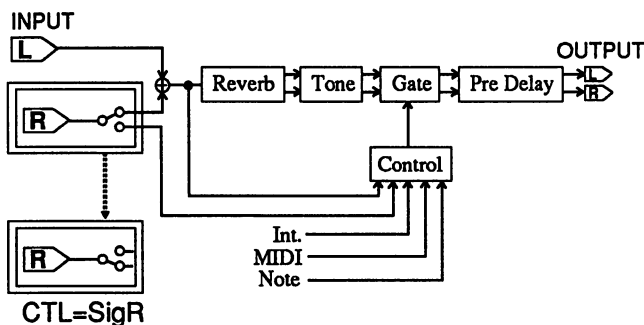 INPUT
L
OUTPUT
Reverb
Tone
Gate
Pre Delay
L
R
R
Control
Int.
MIDI
Note
R
CTL=SigR